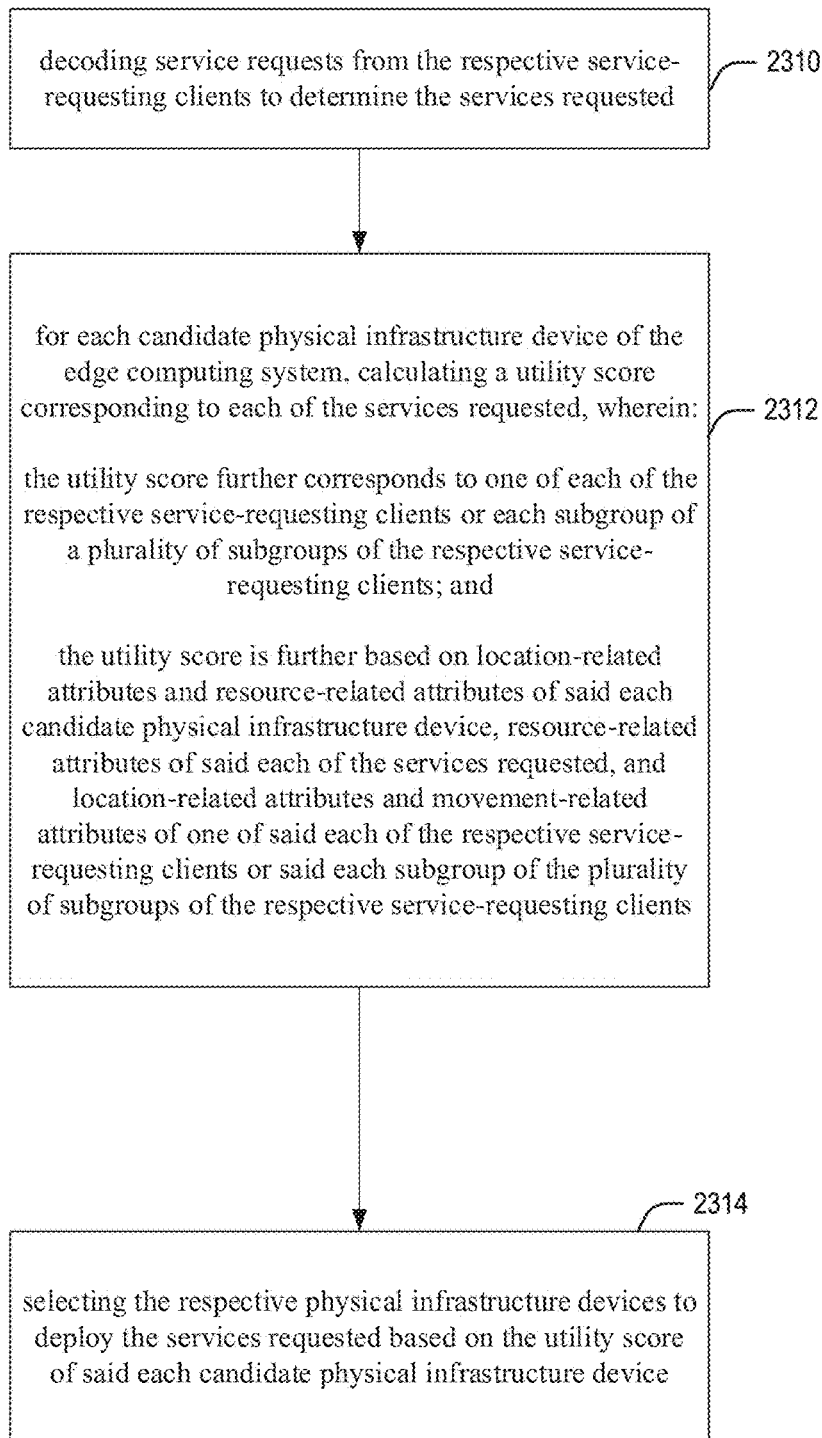 decoding service requests from the respective service-
requesting clients to determine the services requested
2310
for each candidate physical infrastructure device of the
edge computing system, calculating a utility score
corresponding to each of the services requested, wherein:
2312
the utility score further corresponds to one of each of the
respective service-requesting clients or each subgroup of
a plurality of subgroups of the respective service-
requesting clients; and
the utility score is further based on location-related
attributes and resource-related attributes of said each
candidate physical infrastructure device, resource-related
attributes of said each of the services requested, and
location-related attributes and movement-related
attributes of one of said each of the respective service-
requesting clients or said each subgroup of the plurality
of subgroups of the respective service-requesting clients
2314
selecting the respective physical infrastructure devices to
deploy the services requested based on the utility score
of said each candidate physical infrastructure device